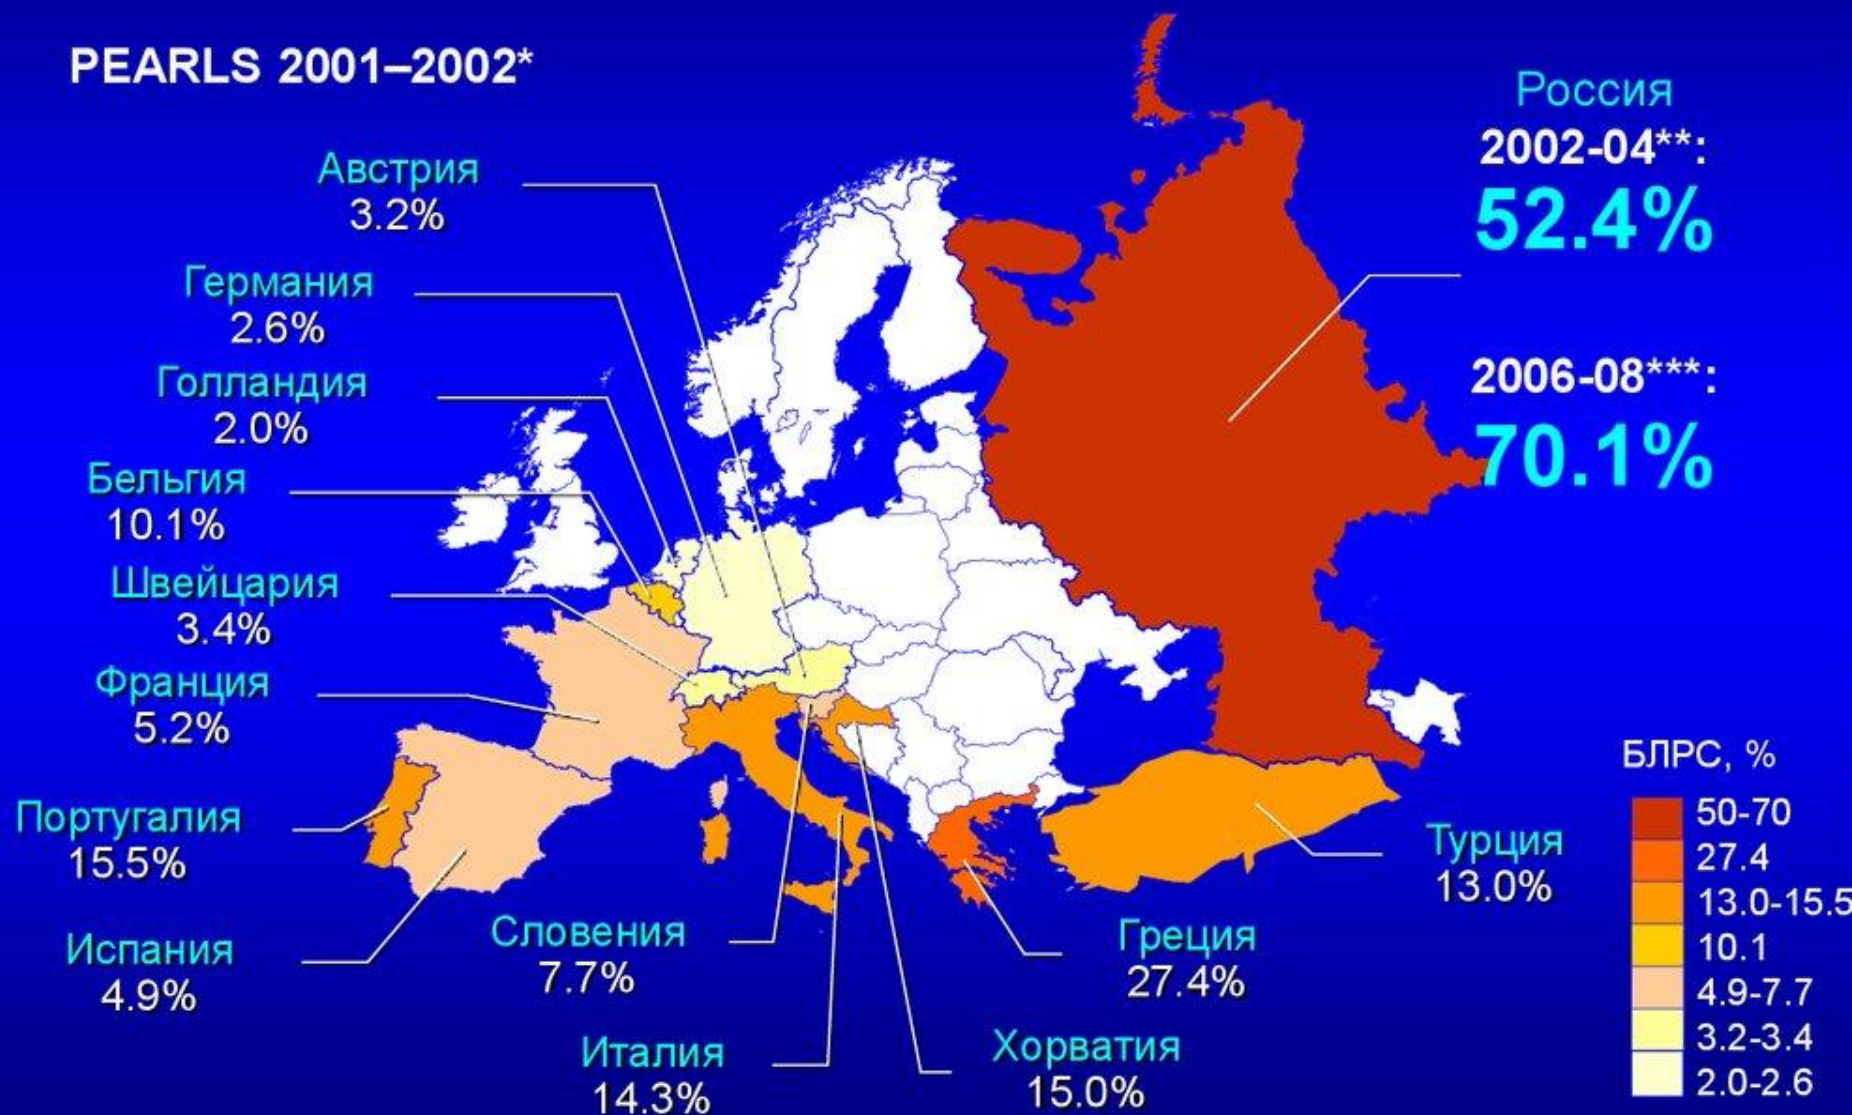 PEARLS 2001–2002*
Австрия
3.2%
Германия
2.6%
Голландия
2.0%
Бельгия
10.1%
Швейцария
3.4%
Франция
5.2%
Португалия
15.5%
Испания
4.9%
Словения
7.7%
Италия
14.3%
Хорватия
15.0%
Греция
27.4%
Турция
13.0%
Россия
2002-04**:
52.4%
2006-08***:
70.1%
БЛРС, %
50-70
27.4
13.0-15.5
10.1
4.9-7.7
3.2-3.4
2.0-2.6